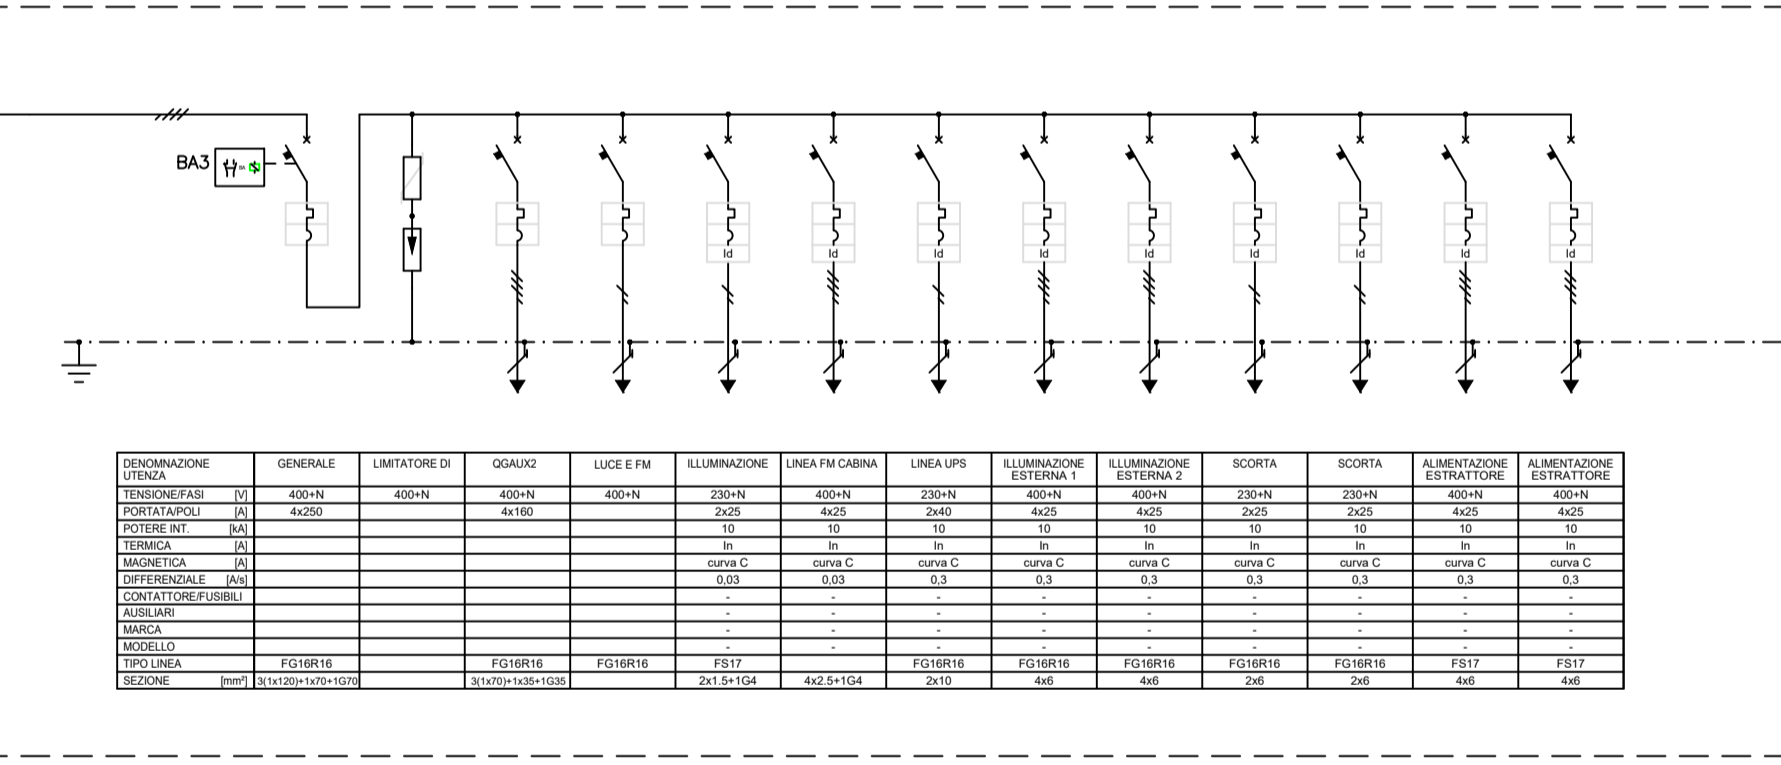 BA3
BA
Id Id Id Id Id Id Id Id Id
DENOMNAZIONE UTENZA GENERALE LIMITATORE DI QGAUX2 LUCE E FM ILLUMINAZIONE LINEA FM CABINA LINEA UPS ILLUMINAZIONE ESTERNA 1 ILLUMINAZIONE ESTERNA 2 SCORTA SCORTA ALIMENTAZIONE ESTRATTORE ALIMENTAZIONE ESTRATTORE
TENSIONE/FASI [V] 400+N 400+N 400+N 400+N 230+N 400+N 230+N 400+N 400+N 230+N 230+N 400+N 400+N
PORTATA/POLI [A] 4x250 4x160 2x25 4x25 2x40 4x25 4x25 2x25 2x25 4x25 4x25
POTERE INT. [kA] 10 10 10 10 10 10 10 10 10
TERMICA [A] In In In In In In In In In
MAGNETICA [A] curva C curva C curva C curva C curva C curva C curva C curva C curva C
DIFFERENZIALE [A/s] 0,03 0,03 0,3 0,3 0,3 0,3 0,3 0,3 0,3
CONTATTORE/FUSIBILI - - - - - - - - -
AUSILIARI - - - - - - - - -
MARCA - - - - - - - - -
MODELLO - - - - - - - - -
TIPO LINEA FG16R16 FG16R16 FG16R16 FS17 FG16R16 FG16R16 FG16R16 FG16R16 FG16R16 FS17 FS17
SEZIONE [mm²] 3(1x120)+1x70+1G70 3(1x70)+1x35+1G35 2x1.5+1G4 4x2.5+1G4 2x10 4x6 4x6 2x6 2x6 4x6 4x6